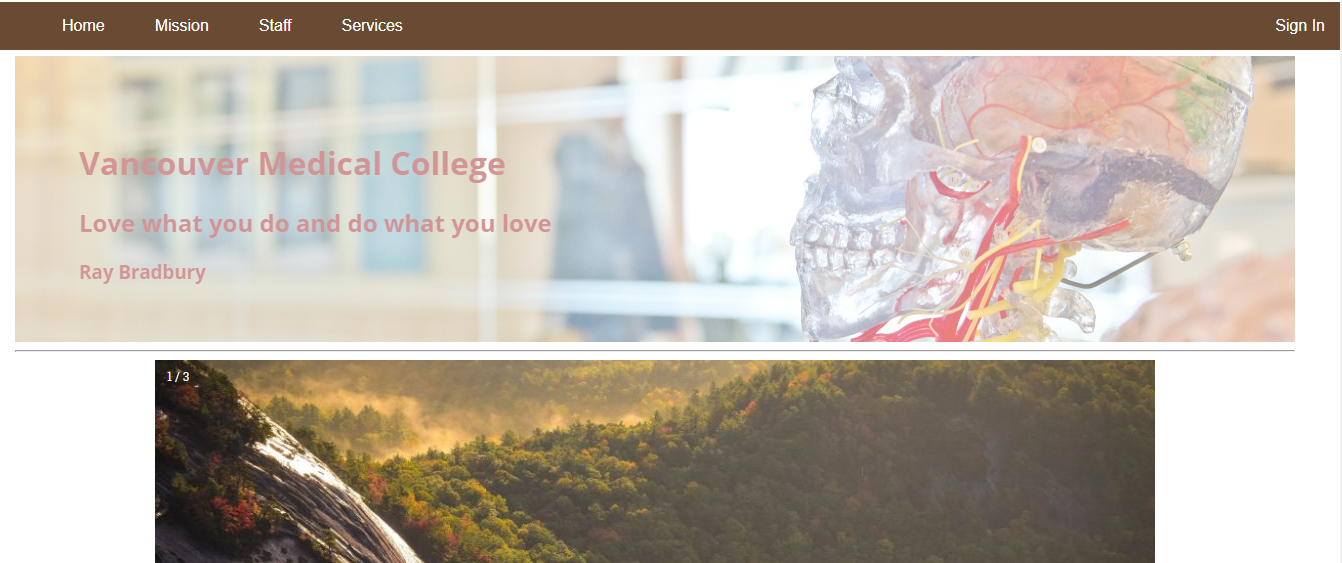 Home Mission Staff Services Sign In
Vancouver Medical College
Love what you do and do what you love
Ray Bradbury
1 / 3